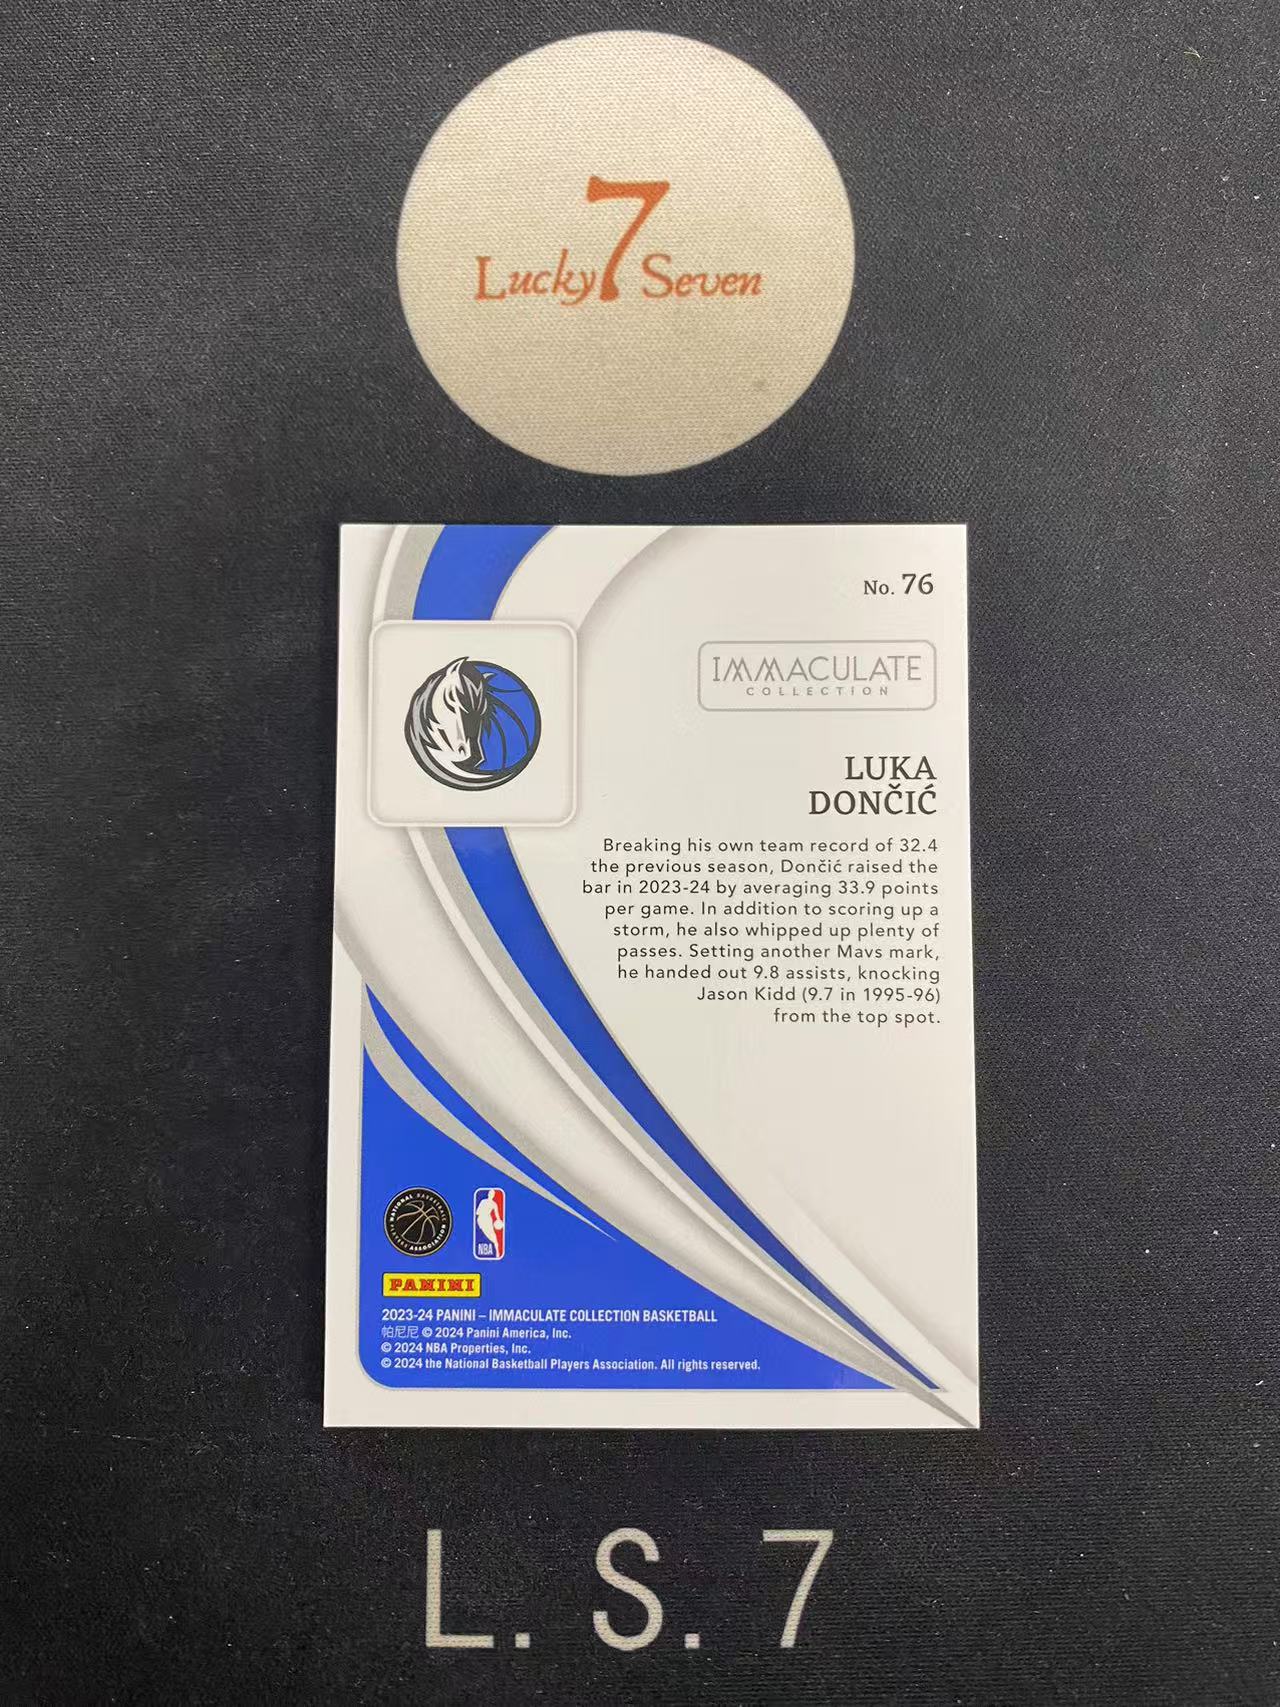 Lucky 7 Seven
No. 76
IMMACULATE
COLLECTION
LUKA
DONČIĆ
Breaking his own team record of 32.4
the previous season, Dončić raised the
bar in 2023-24 by averaging 33.9 points
per game. In addition to scoring up a
storm, he also whipped up plenty of
passes. Setting another Mavs mark,
he handed out 9.8 assists, knocking
Jason Kidd (9.7 in 1995-96)
from the top spot.
NATIONAL BASKETBALL
PLAYERS ASSOCIATION
NBA
PANINI
2023-24 PANINI – IMMACULATE COLLECTION BASKETBALL
帕尼尼 © 2024 Panini America, Inc.
© 2024 NBA Properties, Inc.
© 2024 the National Basketball Players Association. All rights reserved.
L. S. 7